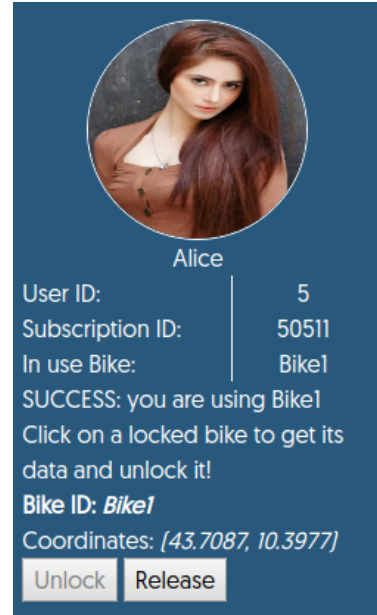 Alice
User ID: 5
Subscription ID: 50511
In use Bike: Bike1
SUCCESS: you are using Bike1
Click on a locked bike to get its
data and unlock it!
Bike ID: Bike1
Coordinates: (43.7087, 10.3977)
Unlock Release